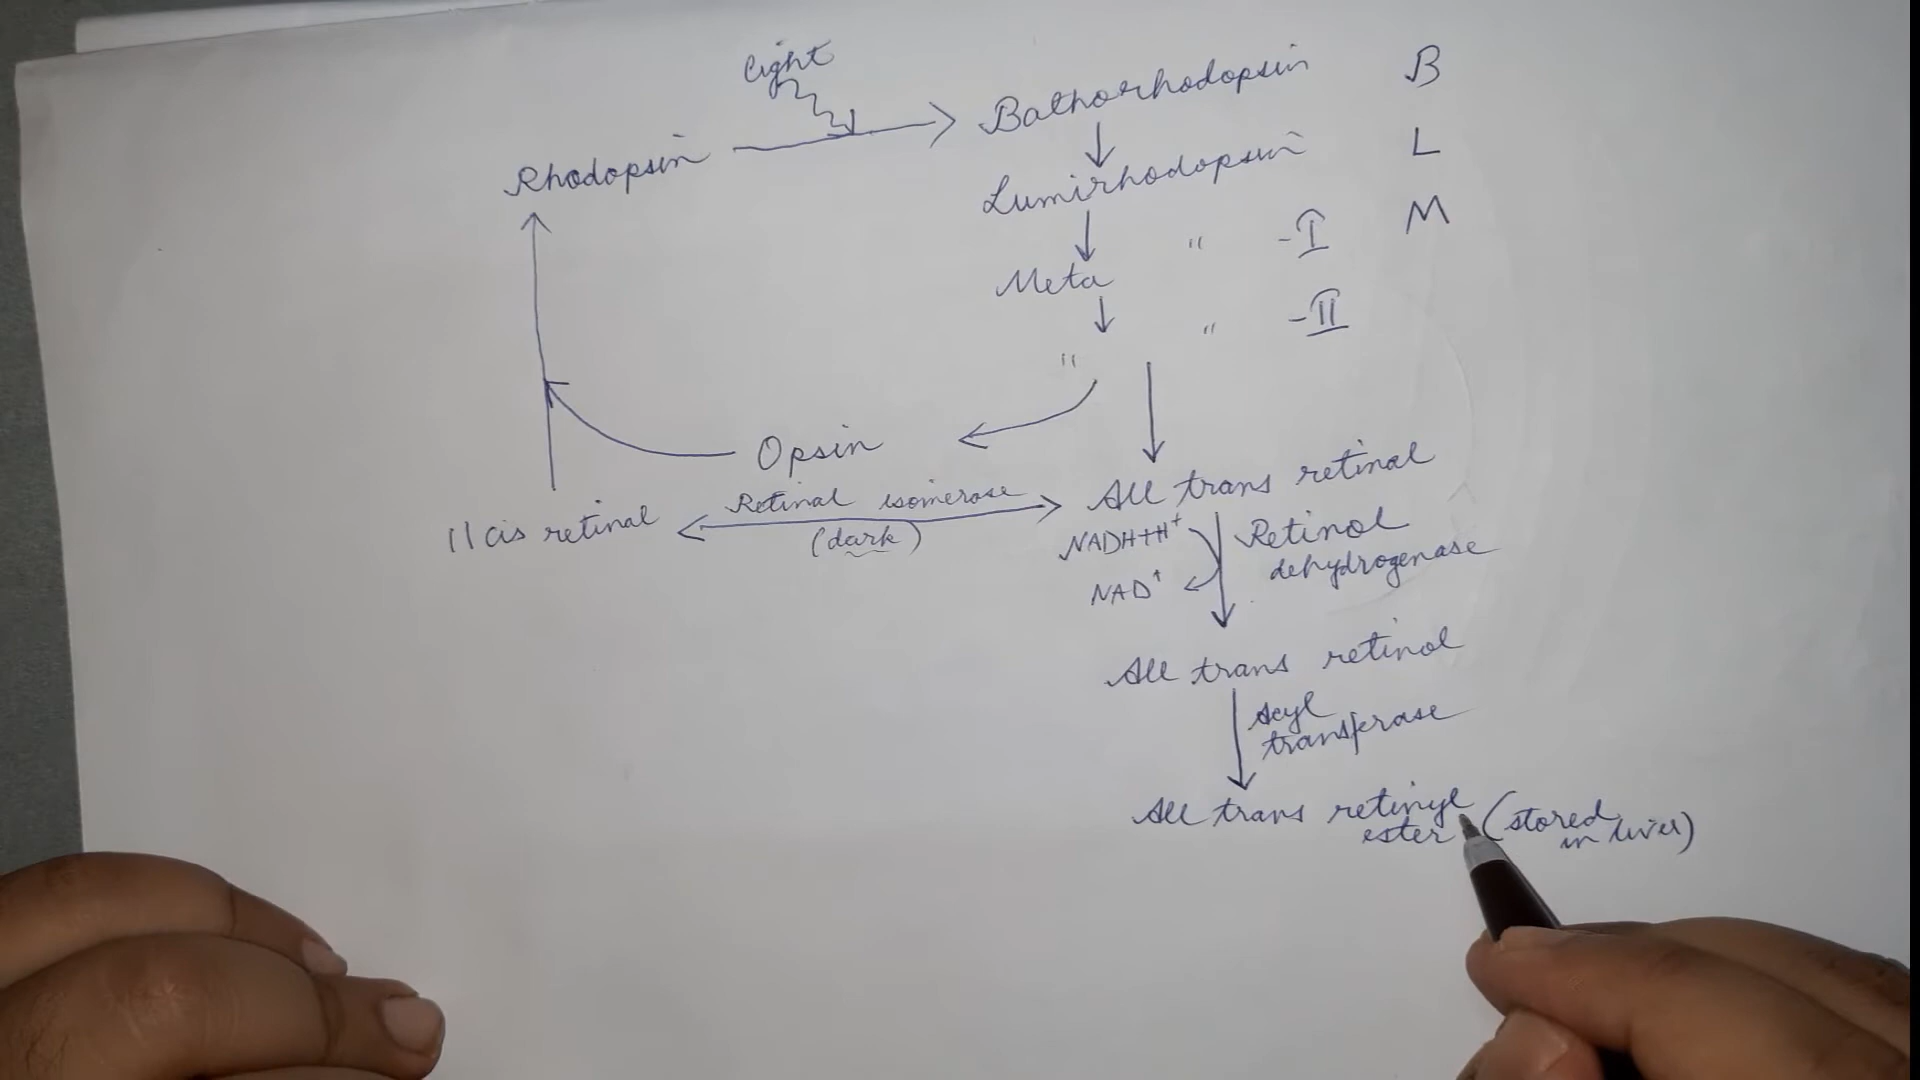 light
Bathorhodopsin B
Rhodopsin
Lumirhodopsin L
Meta " -I M
" " -II
Opsin
All trans retinal
11 cis retinal
Retinal isomerase
(dark)
NADH+H+
NAD+
Retinol
dehydrogenase
All trans retinol
Acyl
transferase
All trans retinyl
ester (stored
in liver)